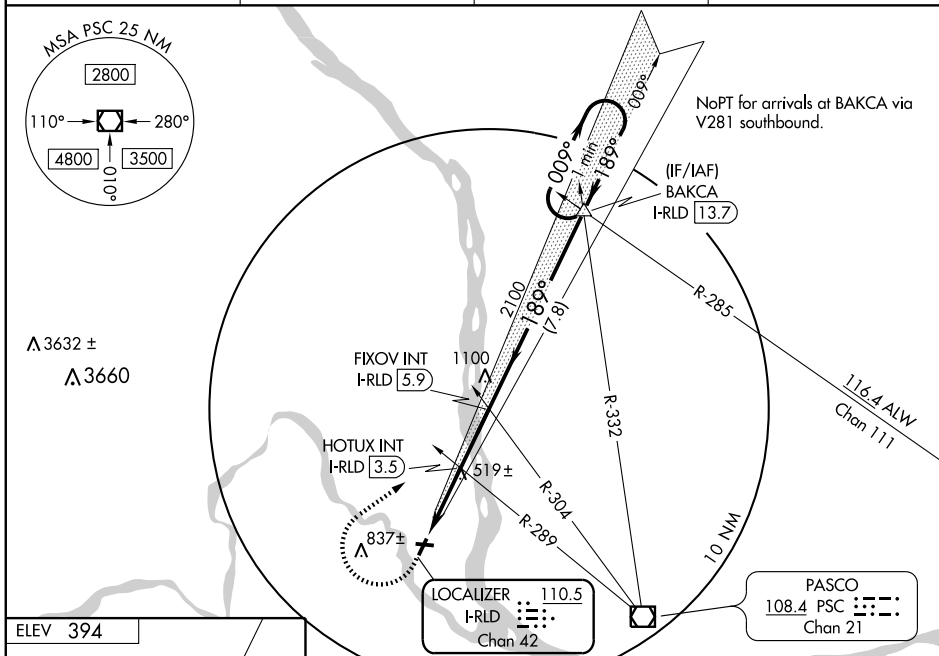 MSA PSC 25 NM
2800
110°
280°
4800
3500
010°
NoPT for arrivals at BAKCA via
V281 southbound.
009°
009°
1 min
189°
(IF/IAF)
BAKCA
I-RLD 13.7
R-285
2100
189°
(7.8)
Λ 3632 ±
Λ 3660
FIXOV INT
I-RLD 5.9
1100
116.4 ALW
Chan 111
R-332
HOTUX INT
I-RLD 3.5
519 ±
R-304
R-289
837±
10 NM
LOCALIZER 110.5
I-RLD
Chan 42
PASCO
108.4 PSC
Chan 21
ELEV 394